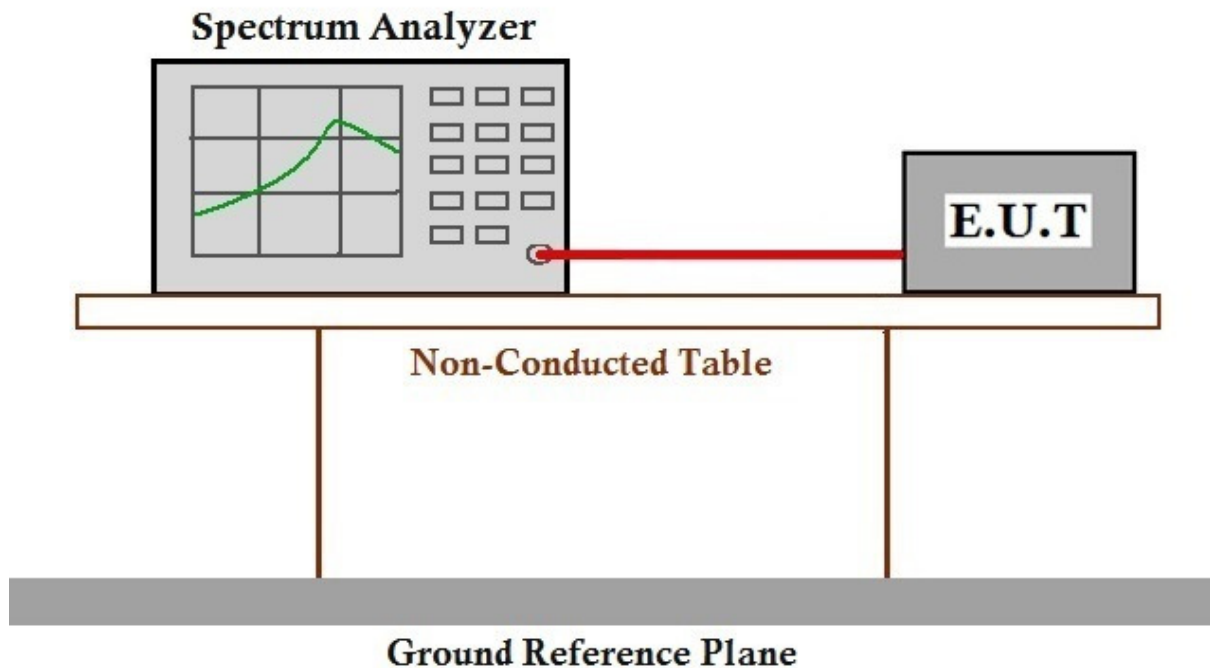 Spectrum Analyzer
E.U.T
Non-Conducted Table
Ground Reference Plane